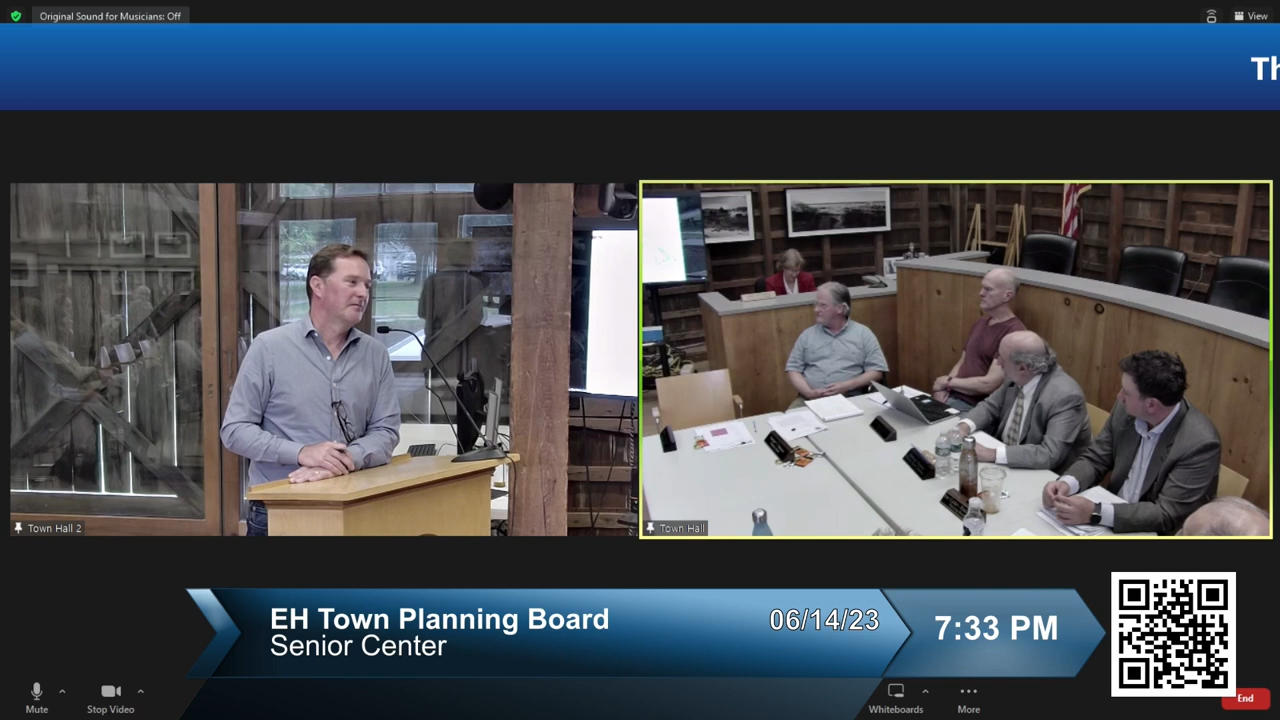 Original Sound for Musicians: Off
View
Th
Town Hall 2
Town Hall
EH Town Planning Board
06/14/23
7:33 PM
Senior Center
Mute
Stop Video
Whiteboards
More
End